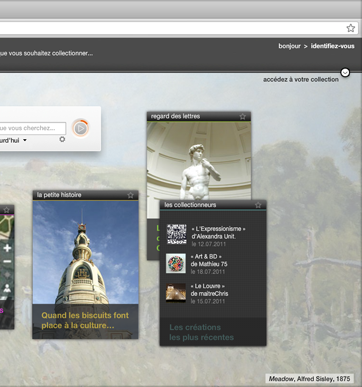 bonjour > identifiez-vous
que vous souhaitez collectionner...
accédez à votre collection
que vous cherchez...
urd'hui
regard des lettres
la petite histoire
les collectionneurs
« L'Expressionisme »
d'Alexandra Unit.
le 12.07.2011
« Art & BD »
de Mathieu 75
le 18.07.2011
« Le Louvre »
de maîtreChris
le 15.07.2011
Quand les biscuits font
place à la culture...
Les créations
les plus récentes
Meadow, Alfred Sisley, 1875